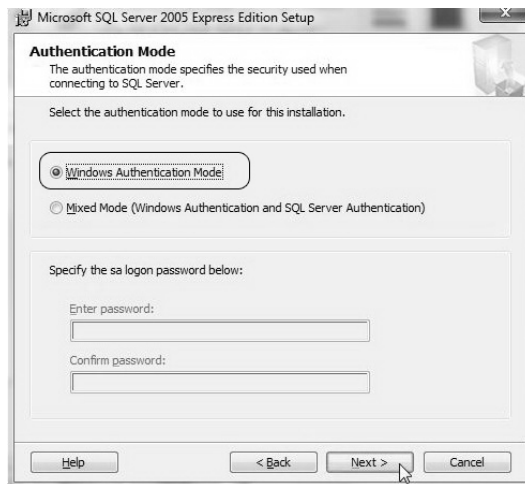 Microsoft SQL Server 2005 Express Edition Setup
Authentication Mode
The authentication mode specifies the security used when
connecting to SQL Server.
Select the authentication mode to use for this installation.
Windows Authentication Mode
Mixed Mode (Windows Authentication and SQL Server Authentication)
Specify the sa logon password below:
Enter password:
Confirm password:
Help
< Back
Next >
Cancel